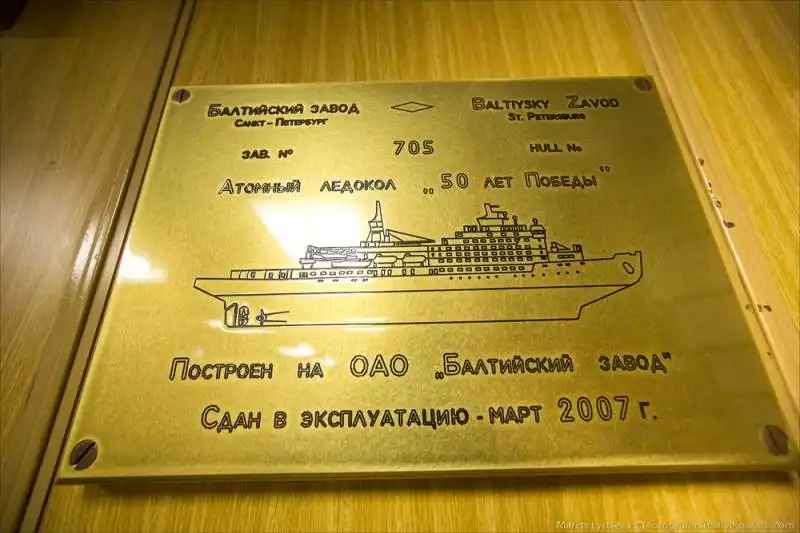 БАЛТИЙСКИЙ ЗАВОД BALTIYSKY ZAVOD
САНКТ-ПЕТЕРБУРГ ST. PETERSBURG
ЗАВ. № 705 HULL No
АТОМНЫЙ ЛЕДОКОЛ „50 ЛЕТ ПОБЕДЫ"
ПОСТРОЕН НА ОАО „БАЛТИЙСКИЙ ЗАВОД"
СДАН В ЭКСПЛУАТАЦИЮ - МАРТ 2007 г.